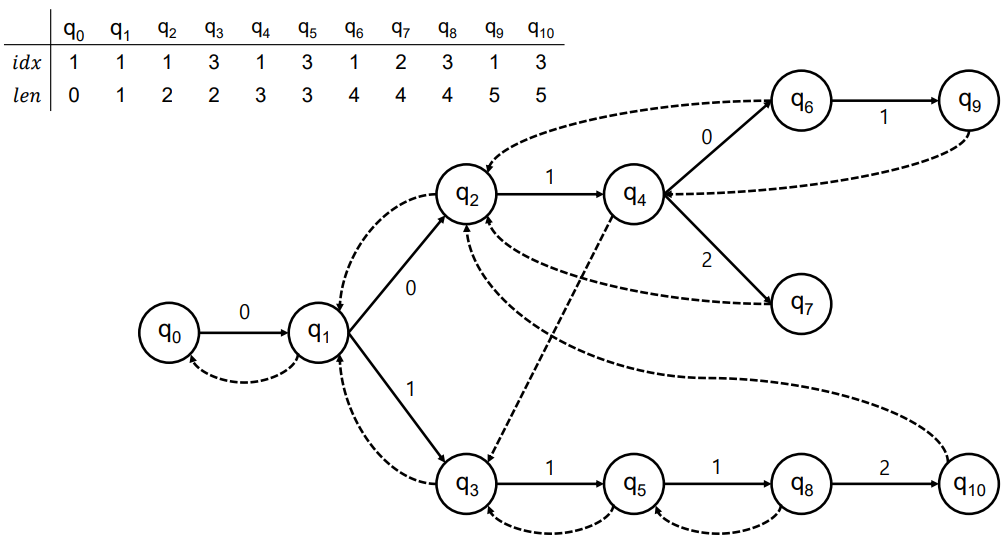 q₀ q₁ q₂ q₃ q₄ q₅ q₆ q₇ q₈ q₉ q₁₀
idx 1 1 1 3 1 3 1 2 3 1 3
len 0 1 2 2 3 3 4 4 4 5 5
q₆ 1 q₉
0
q₂ 1 q₄
2
0
q₇
q₀ 0 q₁
1
q₃ 1 q₅ 1 q₈ 2 q₁₀